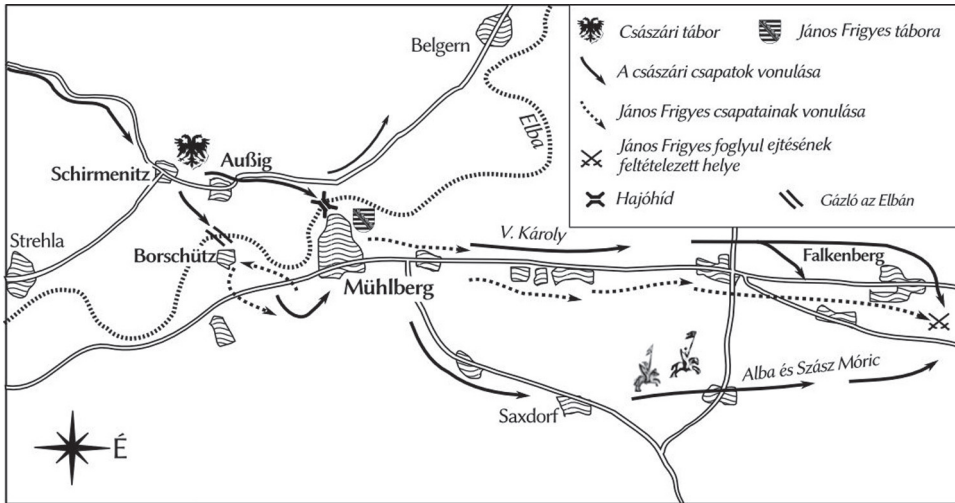 Császári tábor
János Frigyes tábora
A császári csapatok vonulása
János Frigyes csapatainak vonulása
János Frigyes foglyul ejtésének
feltételezett helye
Hajóhíd
Gázló az Elbán
Belgern
Elba
Außig
Schirmenitz
Strehla
Borschütz
V. Károly
Falkenberg
Mühlberg
Alba és Szász Móric
Saxdorf
É